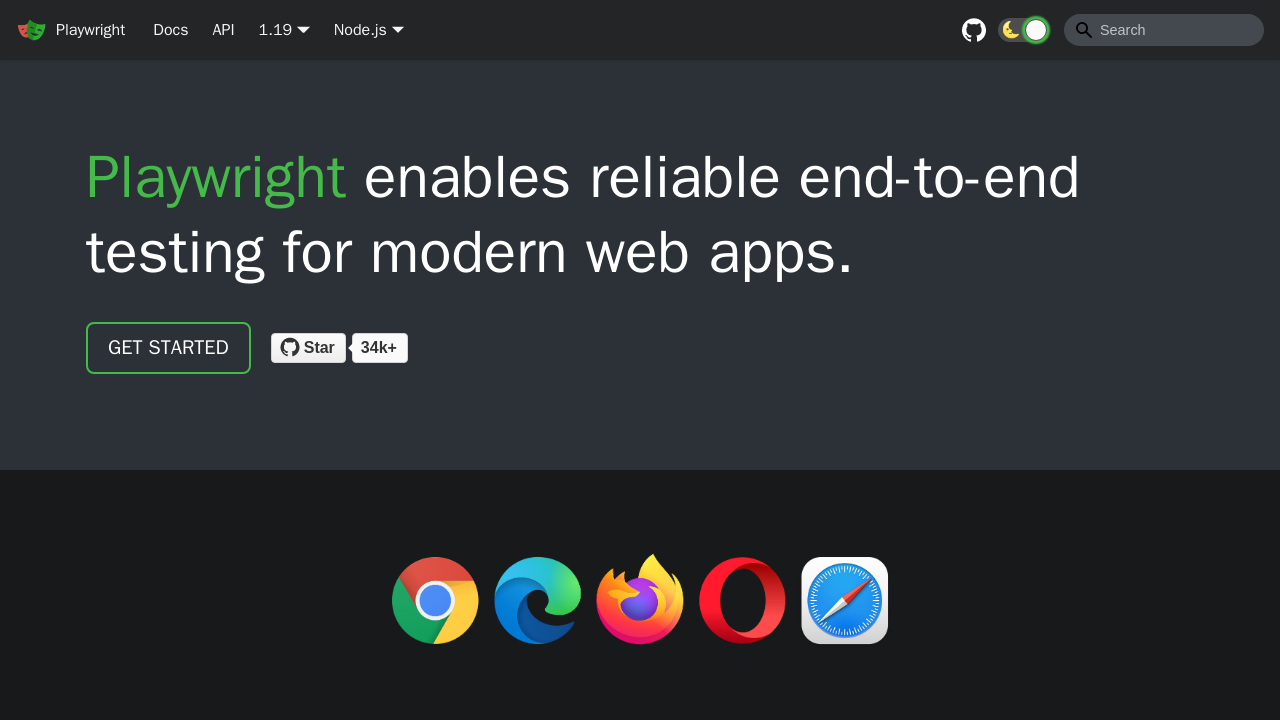 Playwright Docs API 1.19 Node.js Search
Playwright enables reliable end-to-end
testing for modern web apps.
GET STARTED Star 34k+